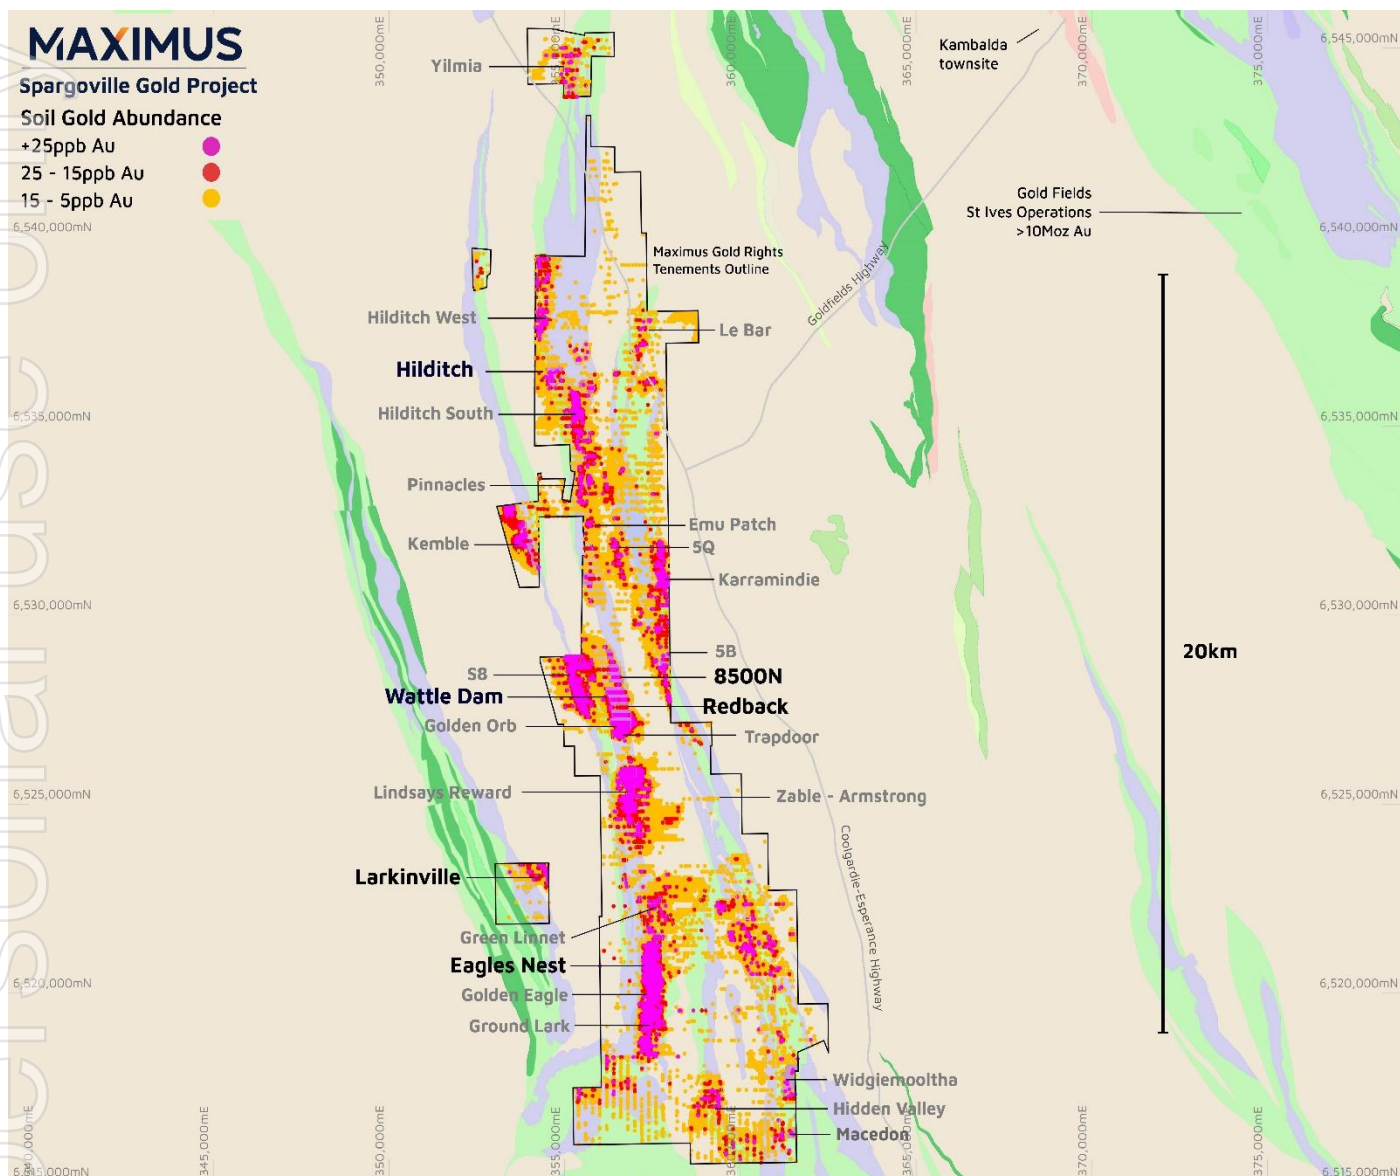 MAXIMUS
Spargoville Gold Project
Soil Gold Abundance
+25ppb Au
25 - 15ppb Au
15 - 5ppb Au
350,000mE
360,000mE
365,000mE
370,000mE
375,000mE
6,545,000mN
Kambalda
townsite
Yilmia
Gold Fields
St Ives Operations
>10Moz Au
6,540,000mN
6,540,000mN
Maximus Gold Rights
Tenements Outline
Goldfields Highway
Hilditch West
Le Bar
Hilditch
Hilditch South
6,535,000mN
6,535,000mN
Pinnacles
Emu Patch
Kemble
5Q
Karramindie
6,530,000mN
6,530,000mN
5B
S8
8500N
Wattle Dam
Redback
Golden Orb
Trapdoor
Lindsays Reward
Zable - Armstrong
6,525,000mN
6,525,000mN
Coolgardie-Esperance Highway
20km
Larkinville
Green Linnet
Eagles Nest
Golden Eagle
Ground Lark
6,520,000mN
6,520,000mN
Widgiemooltha
Hidden Valley
Macedon
345,000mE
350,000mE
355,000mE
365,000mE
370,000mE
375,000mE
6,515,000mN
personal use only